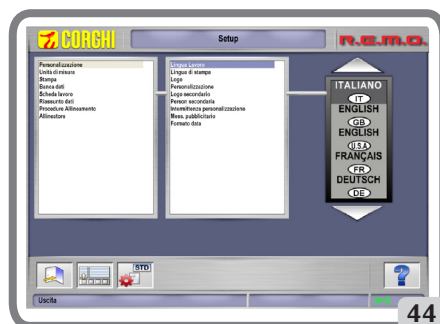 CORGHI
Setup
R.E.M.O.
Personalizzazione
Unità di misura
Stampa
Banca dati
Scheda lavoro
Riassunto dati
Procedure Allineamento
Allineatore
Lingua Lavoro
Lingua di stampa
Logo
Personalizzazione
Logo secondario
Person secondaria
Intermittenza personalizzazione
Mess. pubblicitario
Formato data
ITALIANO
IT
ENGLISH
GB
ENGLISH
U.S.A
FRANÇAIS
FR
DEUTSCH
DE
STD
?
Uscita
44